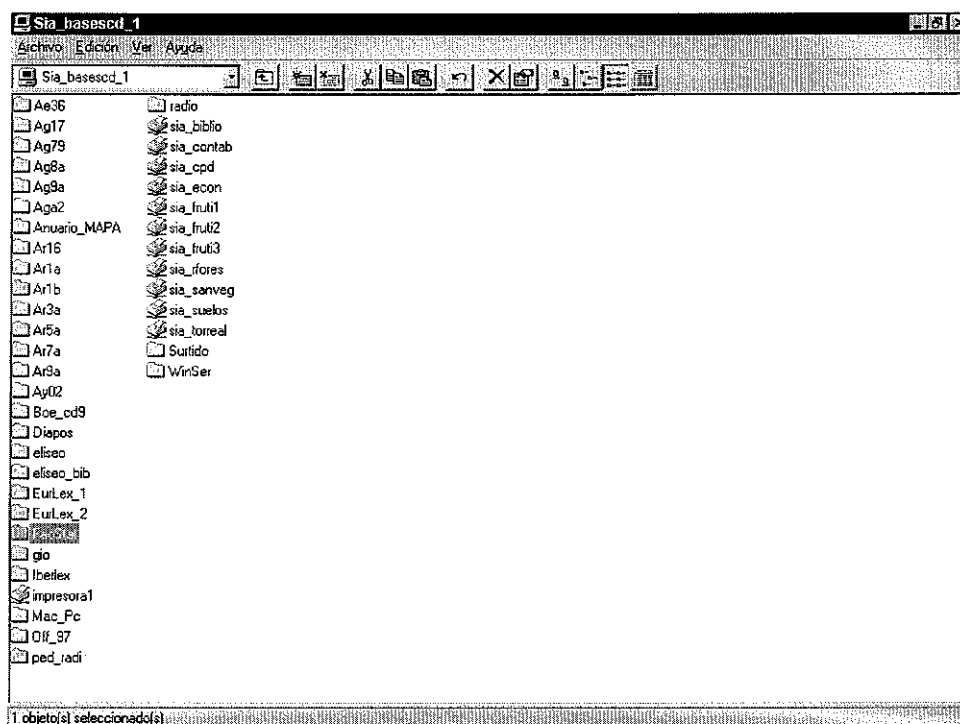 Sia_basescd_1
Archivo Edición Ver Ayuda
Sia_basescd_1
Ae36
Ag17
Ag79
Ag8a
Ag9a
Aga2
Anuario_MAPA
Ar16
Ar1a
Ar1b
Ar3a
Ar5a
Ar7a
Ar9a
Ay02
Boe_cd9
Diapos
eliseo
eliseo_bib
EurLex_1
EurLex_2
gio
Iberlex
impresora1
Mac_Pc
Off_97
ped_radi
radio
sia_biblio
sia_contab
sia_cpd
sia_econ
sia_fruti1
sia_fruti2
sia_fruti3
sia_rfores
sia_sanveg
sia_suelos
sia_torreal
Surtido
WinSer
1 objeto(s) seleccionado(s)